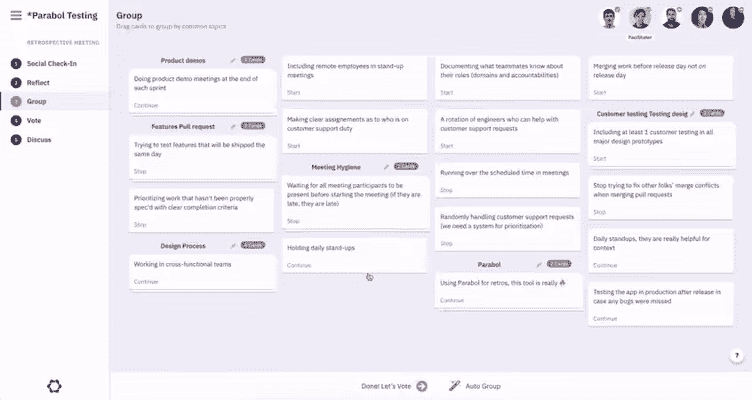 *Parabol Testing
RETROSPECTIVE MEETING
1 Social Check-In
2 Reflect
3 Group
4 Vote
5 Discuss
Group
Drag cards to group by common topics
Product demos
Doing product demo meetings at the end of
such sprint
Continue
Features Pull request
Trying to test features that will be shipped the
same day
Stop
Prioritizing work that hasn't been properly
spec'd with clear completion criteria
Stop
Design Process
Working in cross-functional teams
Continue
Including remote employees in stand-up
meetings
Start
Making clear assignements as to who is on
customer support duty
Start
Meeting Hygiene
Waiting for all meeting participants to be
present before starting the meeting (if they are
late, they are late)
Stop
Holding daily stand-ups
Continue
Documenting what teammates know about
their roles (domains and accountabilities)
Start
A rotation of engineers who can help with
customer support requests
Start
Running over the scheduled time in meetings
Stop
Randomly handling customer support requests
(we need a system for prioritization)
Stop
Parabol
2 Cards
Using Parabol for retros, this tool is really 🔥
Continue
Merging work before release day not on
release day
Start
Customer testing Testing desig
Including at least 1 customer testing in all
major design prototypes
Start
Stop trying to fix other folks' merge conflicts
when merging pull requests
Stop
Daily standups, they are really helpful for
context
Continue
Testing the app in production after release in
case any bugs were missed
Continue
Done! Let's Vote
Auto Group
?